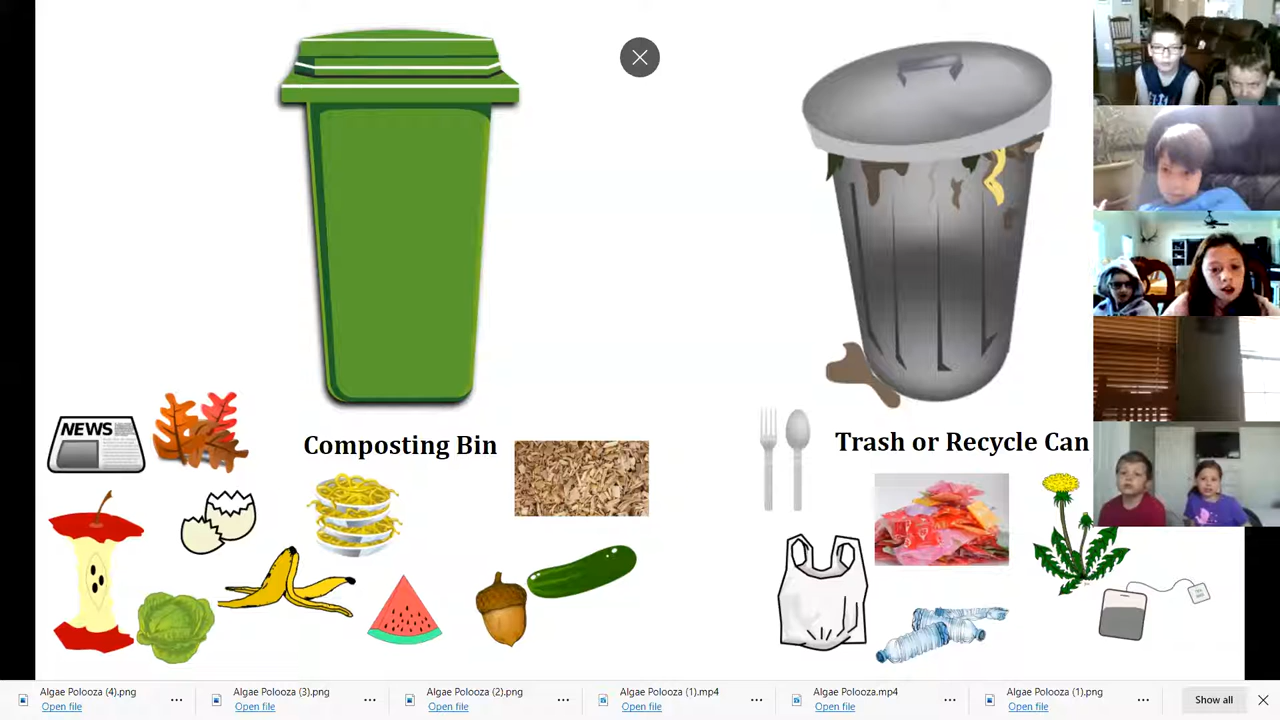 NEWS
Composting Bin
Trash or Recycle Can
Algae Polooza (4).png
Open file
Algae Polooza (3).png
Open file
Algae Polooza (2).png
Open file
Algae Polooza (1).mp4
Open file
Algae Polooza.mp4
Open file
Algae Polooza (1).png
Open file
Show all